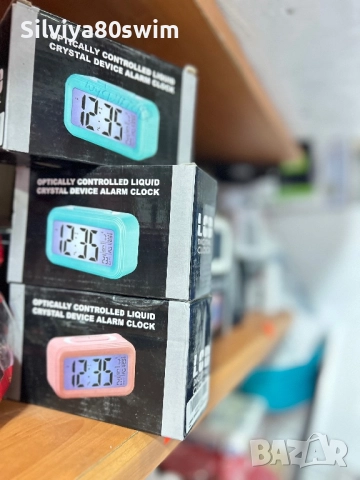 Silviya80swim
OPTICALLY CONTROLLED LIQUID
CRYSTAL DEVICE ALARM CLOCK
12:35
OPTICALLY CONTROLLED LIQUID
CRYSTAL DEVICE ALARM CLOCK
12:35
OPTICALLY CONTROLLED LIQUID
CRYSTAL DEVICE ALARM CLOCK
12:35
BAZAR